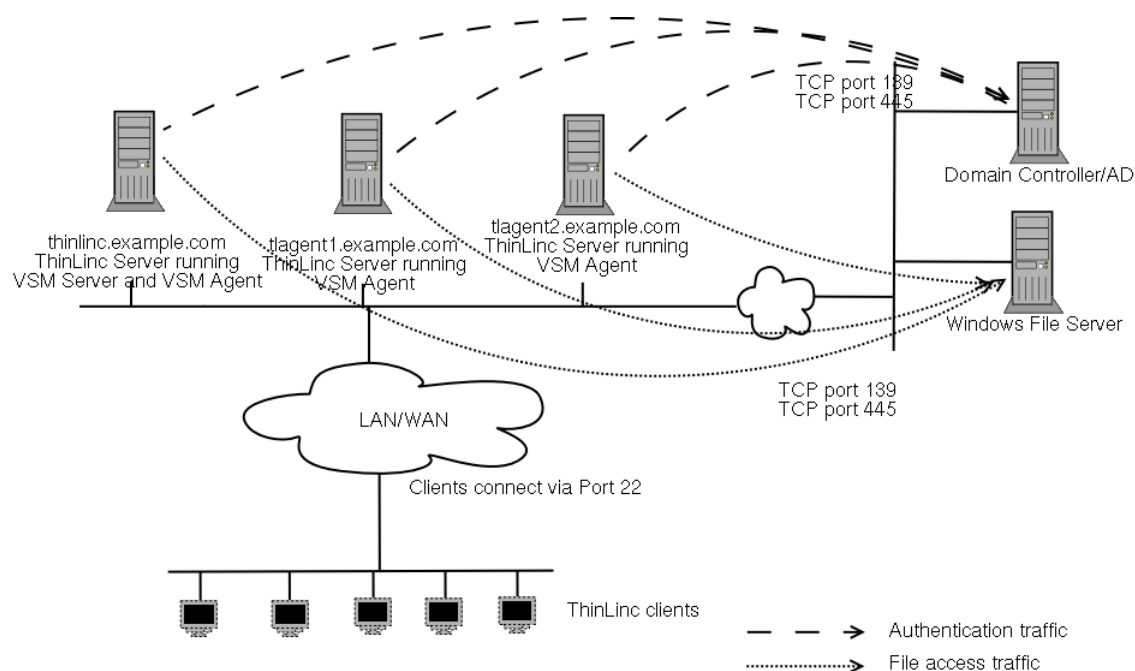 TCP port 139
TCP port 445
Domain Controller/AD
thinlinc.example.com
ThinLinc Server running
VSM Server and VSM Agent
tlagent1.example.com
ThinLinc Server running
VSM Agent
tlagent2.example.com
ThinLinc Server running
VSM Agent
Windows File Server
TCP port 139
TCP port 445
LAN/WAN
Clients connect via Port 22
ThinLinc clients
Authentication traffic
File access traffic